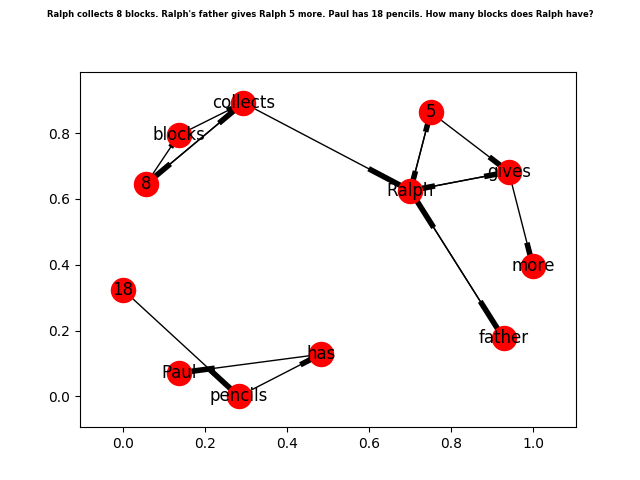 Ralph collects 8 blocks. Ralph's father gives Ralph 5 more. Paul has 18 pencils. How many blocks does Ralph have?
collects
5
blocks
0.8
gives
8
Ralph
0.6
more
0.4
18
father
0.2
has
Paul
pencils
0.0
0.0 0.2 0.4 0.6 0.8 1.0